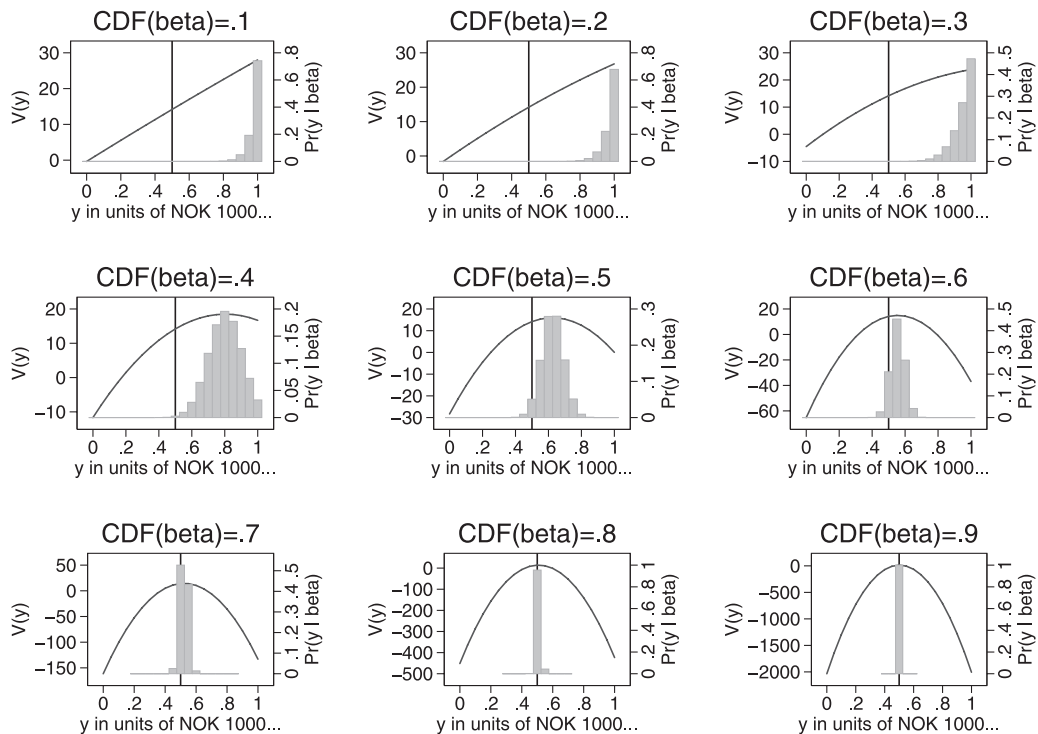 CDF(beta)=.1 CDF(beta)=.2 CDF(beta)=.3
V(y) 30 20 10 0 Pr(y l beta) .8 .6 .4 .2 0
0 .2 .4 .6 .8 1
y in units of NOK 1000...
V(y) 30 20 10 0 Pr(y l beta) .8 .6 .4 .2 0
0 .2 .4 .6 .8 1
y in units of NOK 1000...
V(y) 30 20 10 0 −10 Pr(y l beta) .5 .4 .3 .2 .1 0
0 .2 .4 .6 .8 1
y in units of NOK 1000...
CDF(beta)=.4 CDF(beta)=.5 CDF(beta)=.6
V(y) 20 10 0 −10 Pr(y l beta) .2 .15 .1 .05 0
0 .2 .4 .6 .8 1
y in units of NOK 1000...
V(y) 20 10 0 −10 −20 −30 Pr(y l beta) .3 .2 .1 0
0 .2 .4 .6 .8 1
y in units of NOK 1000...
V(y) 20 0 −20 −40 −60 Pr(y l beta) .5 .4 .3 .2 .1 0
0 .2 .4 .6 .8 1
y in units of NOK 1000...
CDF(beta)=.7 CDF(beta)=.8 CDF(beta)=.9
V(y) 50 0 −50 −100 −150 Pr(y l beta) .5 .4 .3 .2 .1 0
0 .2 .4 .6 .8 1
y in units of NOK 1000...
V(y) 0 −100 −200 −300 −400 −500 Pr(y l beta) 1 .8 .6 .4 .2 0
0 .2 .4 .6 .8 1
y in units of NOK 1000...
V(y) 0 −500 −1000 −1500 −2000 Pr(y l beta) 1 .8 .6 .4 .2 0
0 .2 .4 .6 .8 1
y in units of NOK 1000...